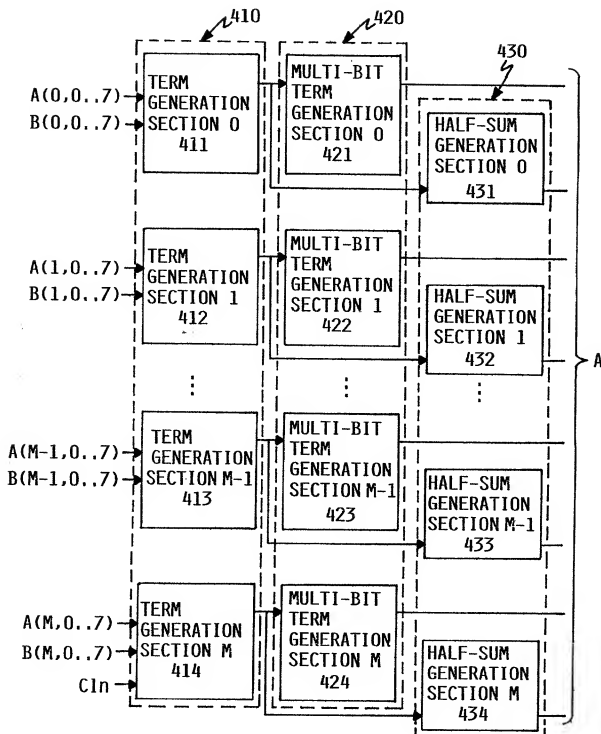 410
420
430
TERM
GENERATION
SECTION 0
411
MULTI-BIT
TERM
GENERATION
SECTION 0
421
HALF-SUM
GENERATION
SECTION 0
431
A(0,0..7)
B(0,0..7)
TERM
GENERATION
SECTION 1
412
MULTI-BIT
TERM
GENERATION
SECTION 1
422
HALF-SUM
GENERATION
SECTION 1
432
A(1,0..7)
B(1,0..7)
A
TERM
GENERATION
SECTION M-1
413
MULTI-BIT
TERM
GENERATION
SECTION M-1
423
HALF-SUM
GENERATION
SECTION M-1
433
A(M-1,0..7)
B(M-1,0..7)
TERM
GENERATION
SECTION M
414
MULTI-BIT
TERM
GENERATION
SECTION M
424
HALF-SUM
GENERATION
SECTION M
434
A(M,0..7)
B(M,0..7)
CIn